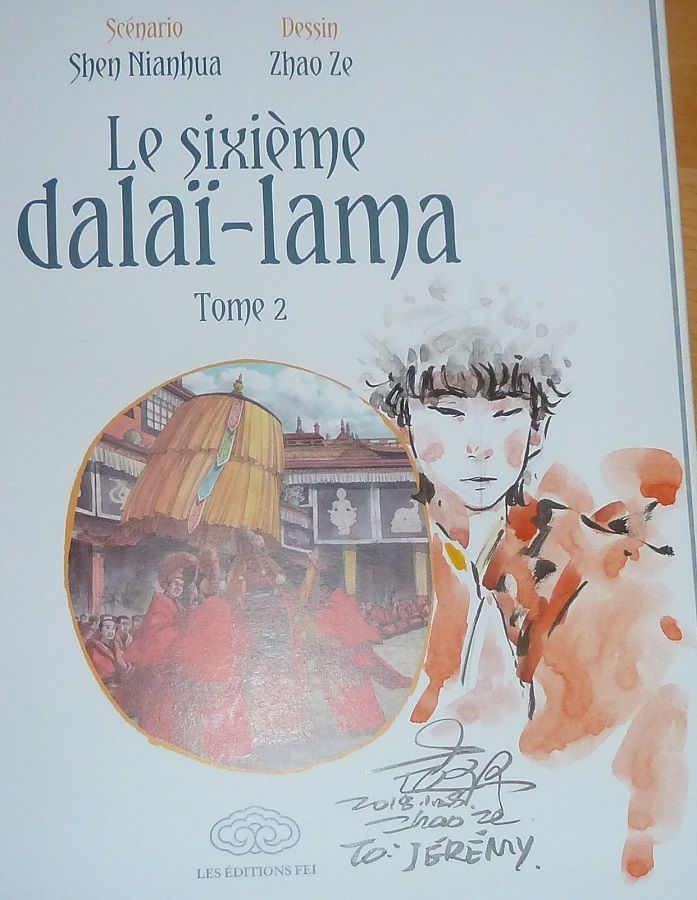 Scénario Dessin
Shen Nianhua Zhao Ze
Le sixième
dalaï-lama
Tome 2
Zhao Ze
To: JÉRÉMY.
LES ÉDITIONS FEI